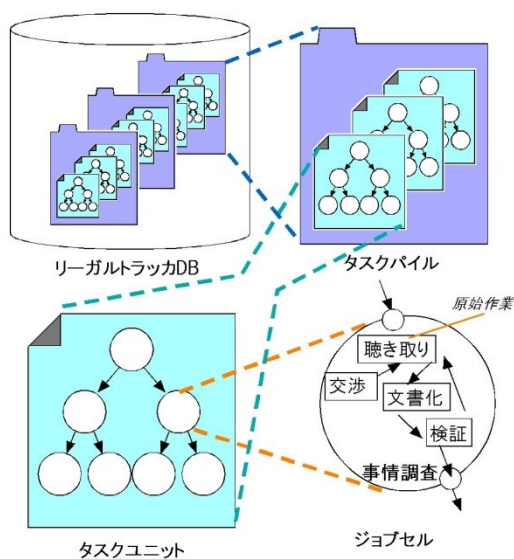 リーガルトラッカDB
タスクパイル
原始作業
聴き取り
交渉
文書化
検証
事情調査
タスクユニット
ジョブセル